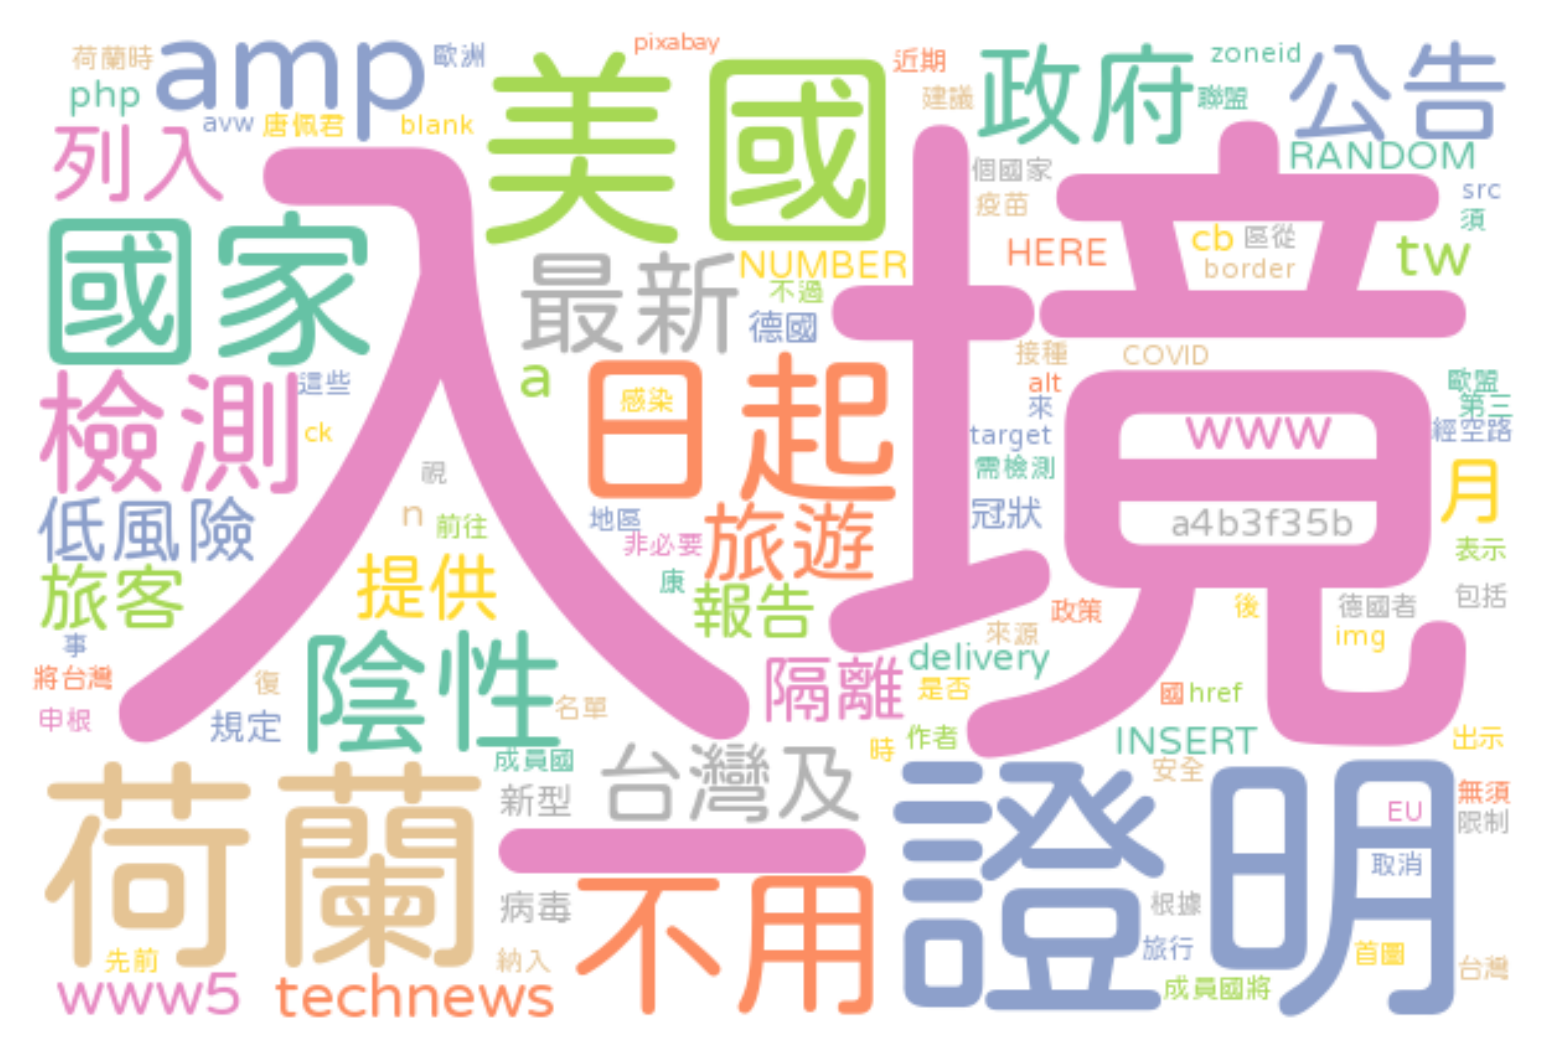 荷蘭時
amp
歐洲
pixabay
近期
政府
zoneid
公告
php
avw
唐佩君
blank
美國
建議
聯盟
列入
入境
個國家
RANDOM
疫苗
src
須
國家
最新
NUMBER
不過
HERE
cb
區從
border
tw
德國
接種
COVID
檢測
這些
ck
a
日起
感染
alt
來
target
需檢測
www
歐盟
第三
經空路
視
n
前往
地區
非必要
旅遊
冠狀
a4b3f35b
月
低風險
旅客
提供
康
報告
政策
後
德國者
表示
包括
事
將台灣
申根
復
規定
陰性
名單
隔離
來源
delivery
是否
國
href
img
成員國
台灣及
時
作者
INSERT
安全
出示
荷蘭
新型
一
病毒
不用
證明
EU
無須
限制
取消
根據
旅行
首圖
台灣
先前
納入
成員國將
www5
technews